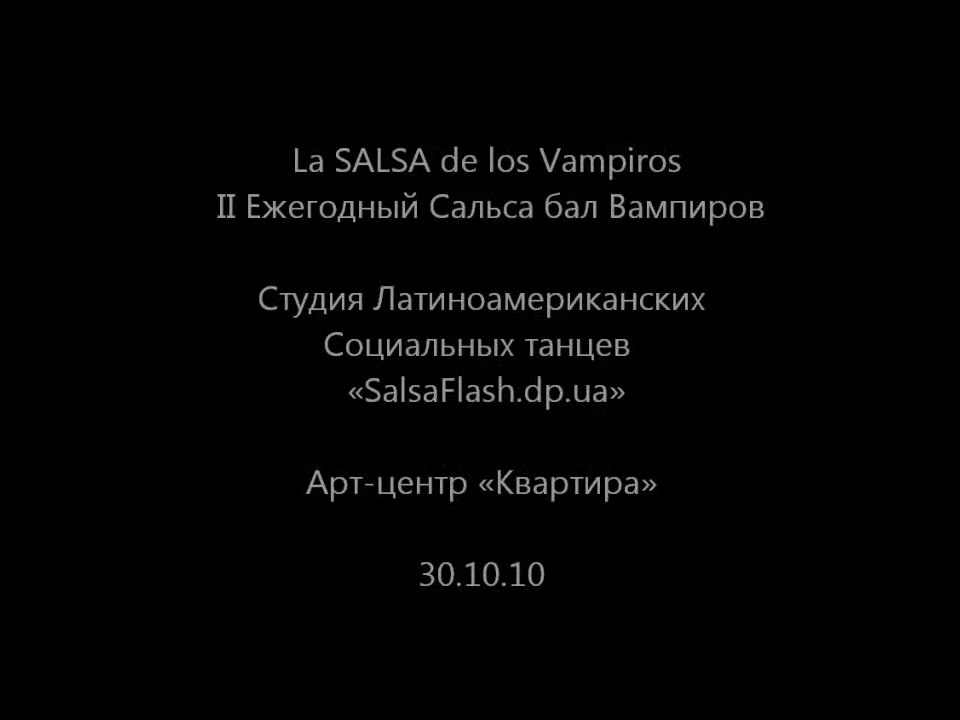 La SALSA de los Vampiros
II Ежегодный Сальса бал Вампиров
Студия Латиноамериканских
Социальных танцев
«SalsaFlash.dp.ua»
Арт-центр «Квартира»
30.10.10